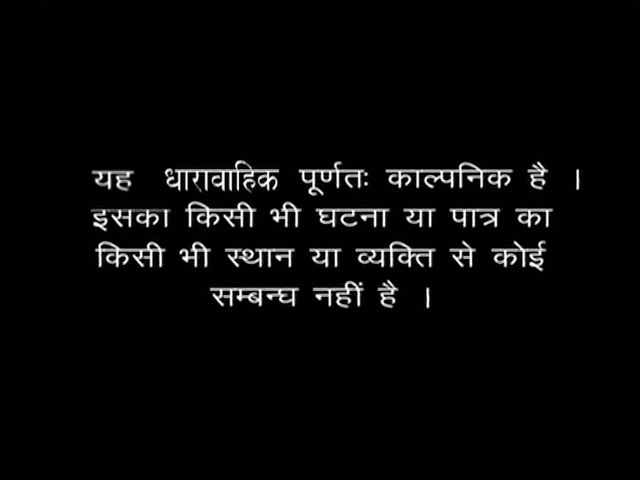 यह धारावाहिक पूर्णतः काल्पनिक है ।
इसका किसी भी घटना या पात्र का
किसी भी स्थान या व्यक्ति से कोई
सम्बन्घ नहीं है ।